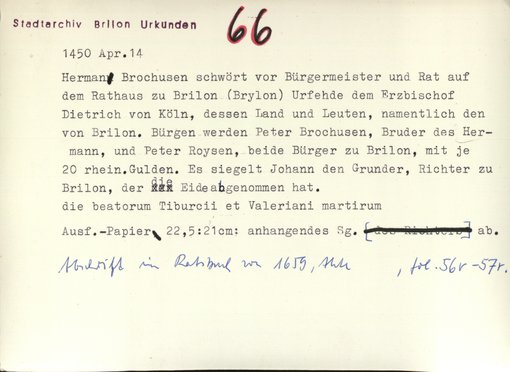 Stadtarchiv Brilon Urkunden
66
1450 Apr.14
Herman Brochusen schwört vor Bürgermeister und Rat auf
dem Rathaus zu Brilon (Brylon) Urfehde dem Erzbischof
Dietrich von Köln, dessen Land und Leuten, namentlich den
von Brilon. Bürgen werden Peter Brochusen, Bruder des Her-
mann, und Peter Roysen, beide Bürger zu Brilon, mit je
20 rhein.Gulden. Es siegelt Johann den Grunder, Richter zu
Brilon, der die Eide abgenommen hat.
die beatorum Tiburcii et Valeriani martirum
Ausf.-Papier, 22,5:21cm: anhangendes Sg. [des Richters] ab.
Abschrift im Ratsbuch von 1659, , fol. 56r-57r.